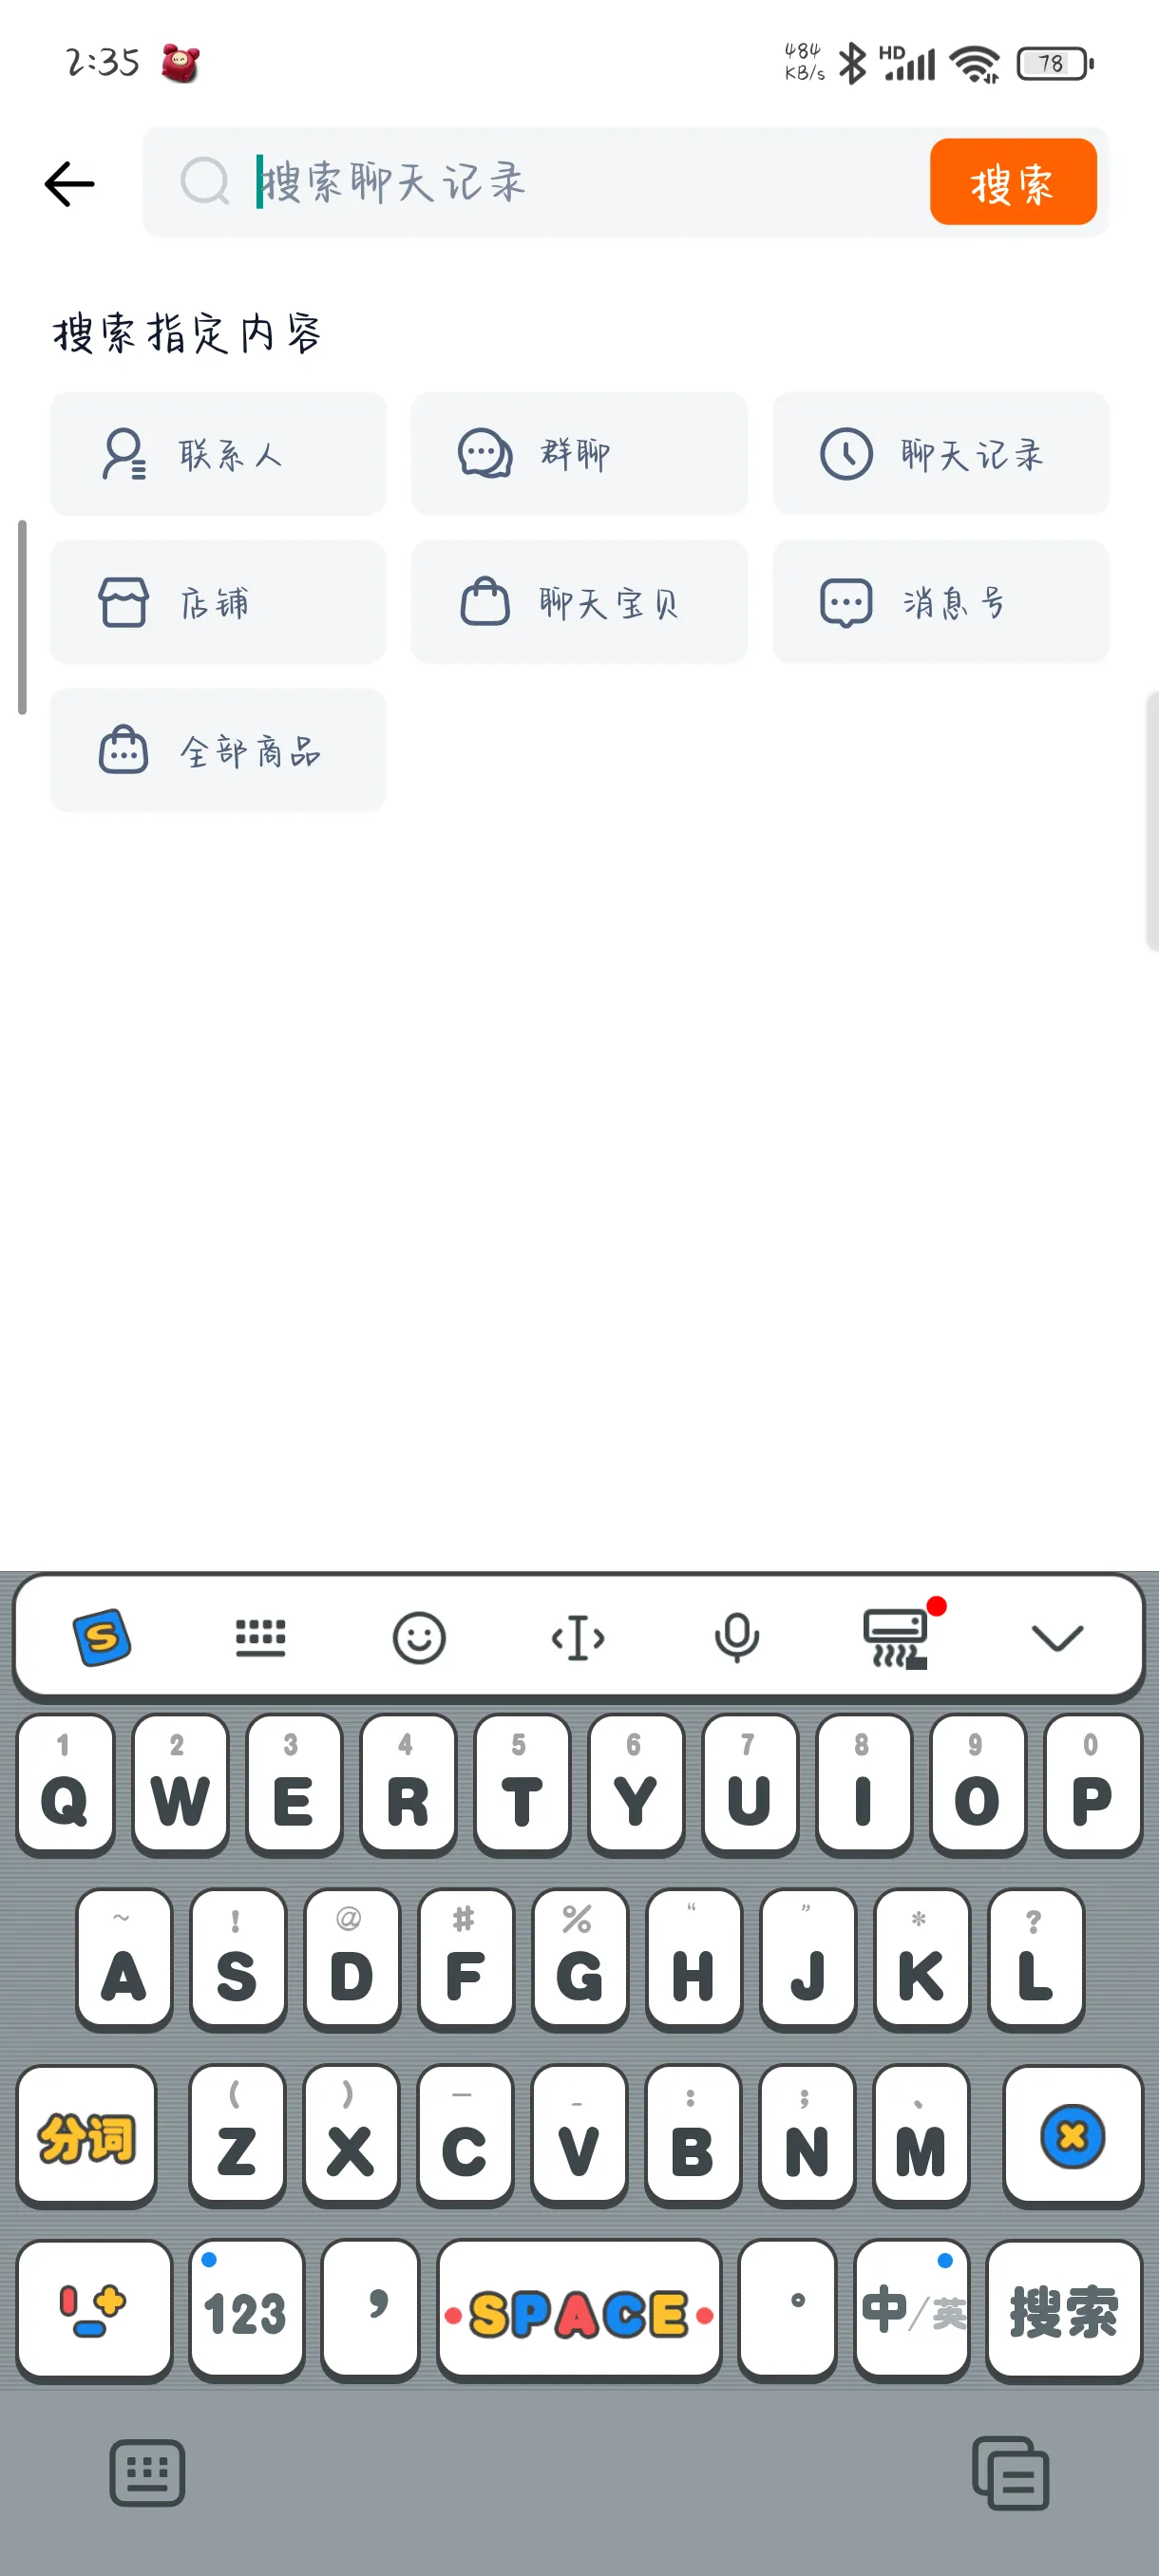 2:35 484 KB/s HD 78
搜索聊天记录 搜索
搜索指定内容
联系人 群聊 聊天记录
店铺 聊天宝贝 消息号
全部商品
S
1 2 3 4 5 6 7 8 9 0
Q W E R T Y U I O P
~ ! @ # % “ ” * ?
A S D F G H J K L
( ) — _ : ; 、
分词 Z X C V B N M
123 , SPACE 。 中/英 搜索